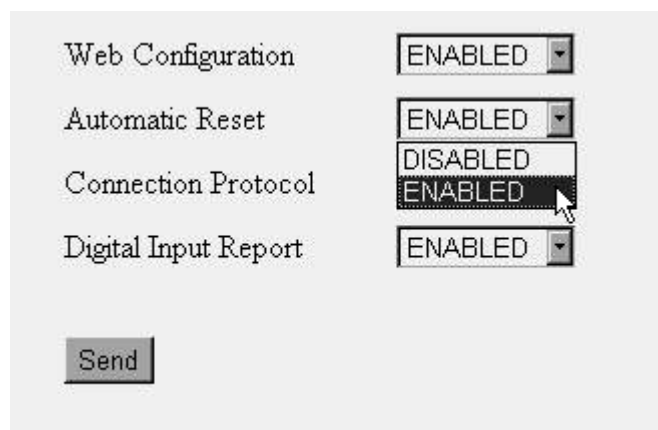 Web Configuration ENABLED
Automatic Reset ENABLED
DISABLED
Connection Protocol ENABLED
Digital Input Report ENABLED
Send